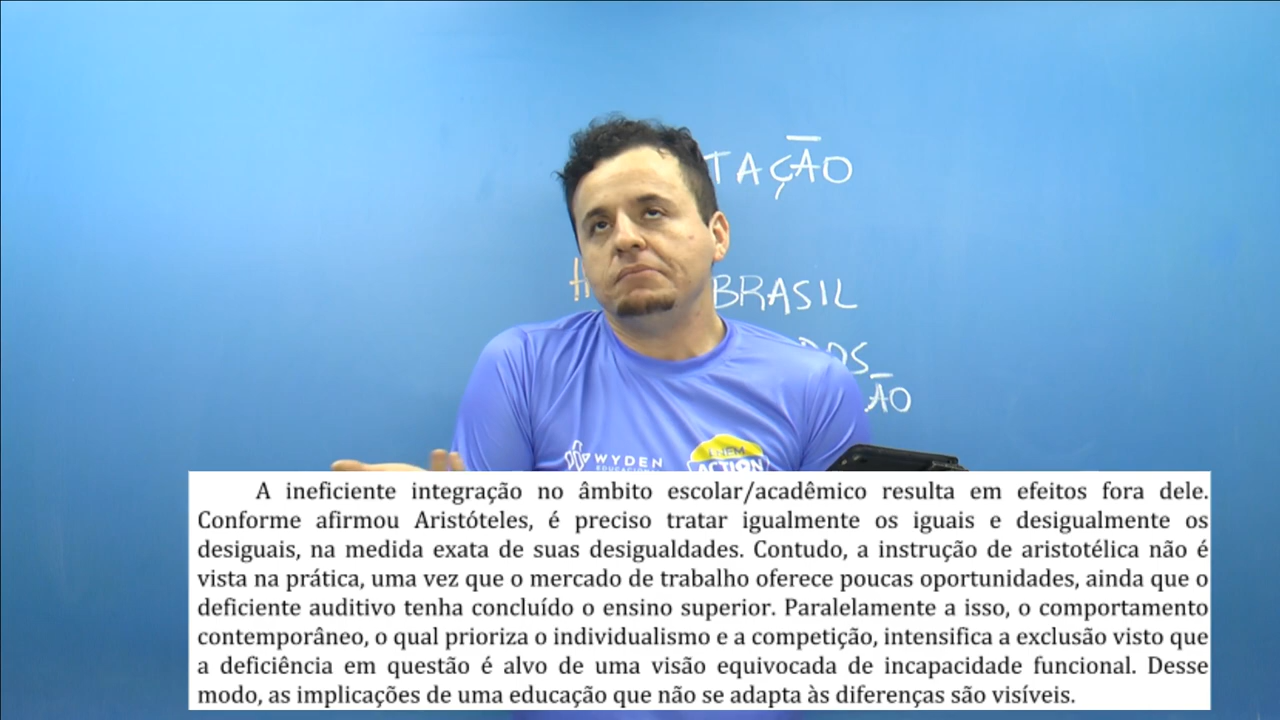 TAÇÃO
BRASIL
DOS
ÃO
WYDEN
ENEM
ACTION
A ineficiente integração no âmbito escolar/acadêmico resulta em efeitos fora dele.
Conforme afirmou Aristóteles, é preciso tratar igualmente os iguais e desigualmente os
desiguais, na medida exata de suas desigualdades. Contudo, a instrução de aristotélica não é
vista na prática, uma vez que o mercado de trabalho oferece poucas oportunidades, ainda que o
deficiente auditivo tenha concluído o ensino superior. Paralelamente a isso, o comportamento
contemporâneo, o qual prioriza o individualismo e a competição, intensifica a exclusão visto que
a deficiência em questão é alvo de uma visão equivocada de incapacidade funcional. Desse
modo, as implicações de uma educação que não se adapta às diferenças são visíveis.